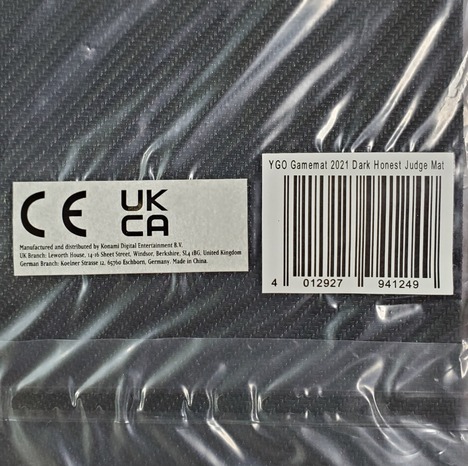 YGO Gamemat 2021 Dark Honest Judge Mat
4 012927 941249
CE UK
CA
Manufactured and distributed by Konami Digital Entertainment B.V.
UK Branch: Leworth House, 14-16 Sheet Street, Windsor, Berkshire, SL4 1BG, United Kingdom
German Branch: Koelner Strasse 12, 65760 Eschborn, Germany. Made in China.